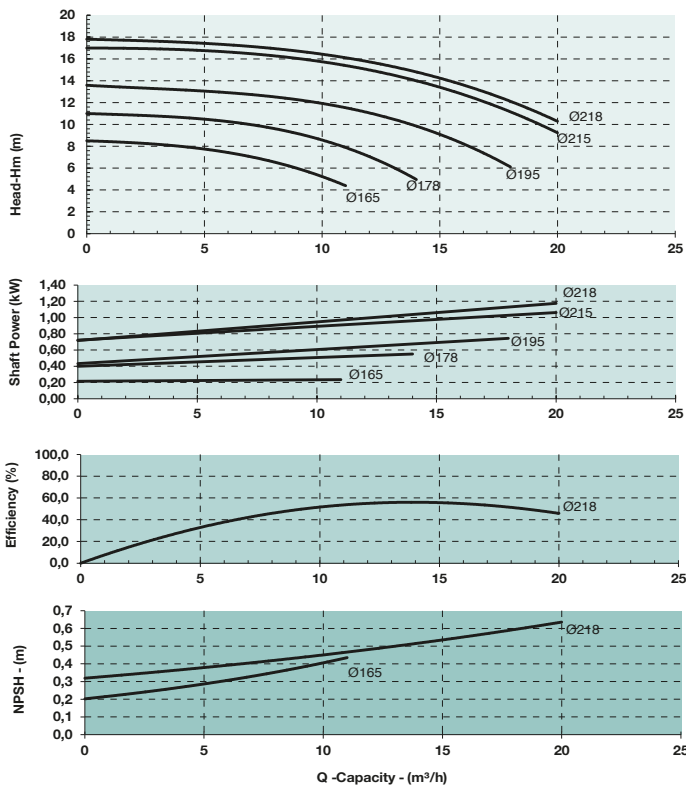 Head-Hm (m)
18
16
14
12
10
8
6
4
2
0
Ø218
Ø215
Ø195
Ø178
Ø165
0 5 10 15 20 25
Shaft Power (kW)
1,40
1,20
1,00
0,80
0,60
0,40
0,20
0,00
Ø218
Ø215
Ø195
Ø178
Ø165
0 5 10 15 20 25
Efficiency (%)
100,0
80,0
60,0
40,0
20,0
0,0
Ø218
0 5 10 15 20 25
NPSH - (m)
0,7
0,6
0,5
0,4
0,3
0,2
0,1
0,0
Ø218
Ø165
0 5 10 15 20 25
Q -Capacity - (m³/h)